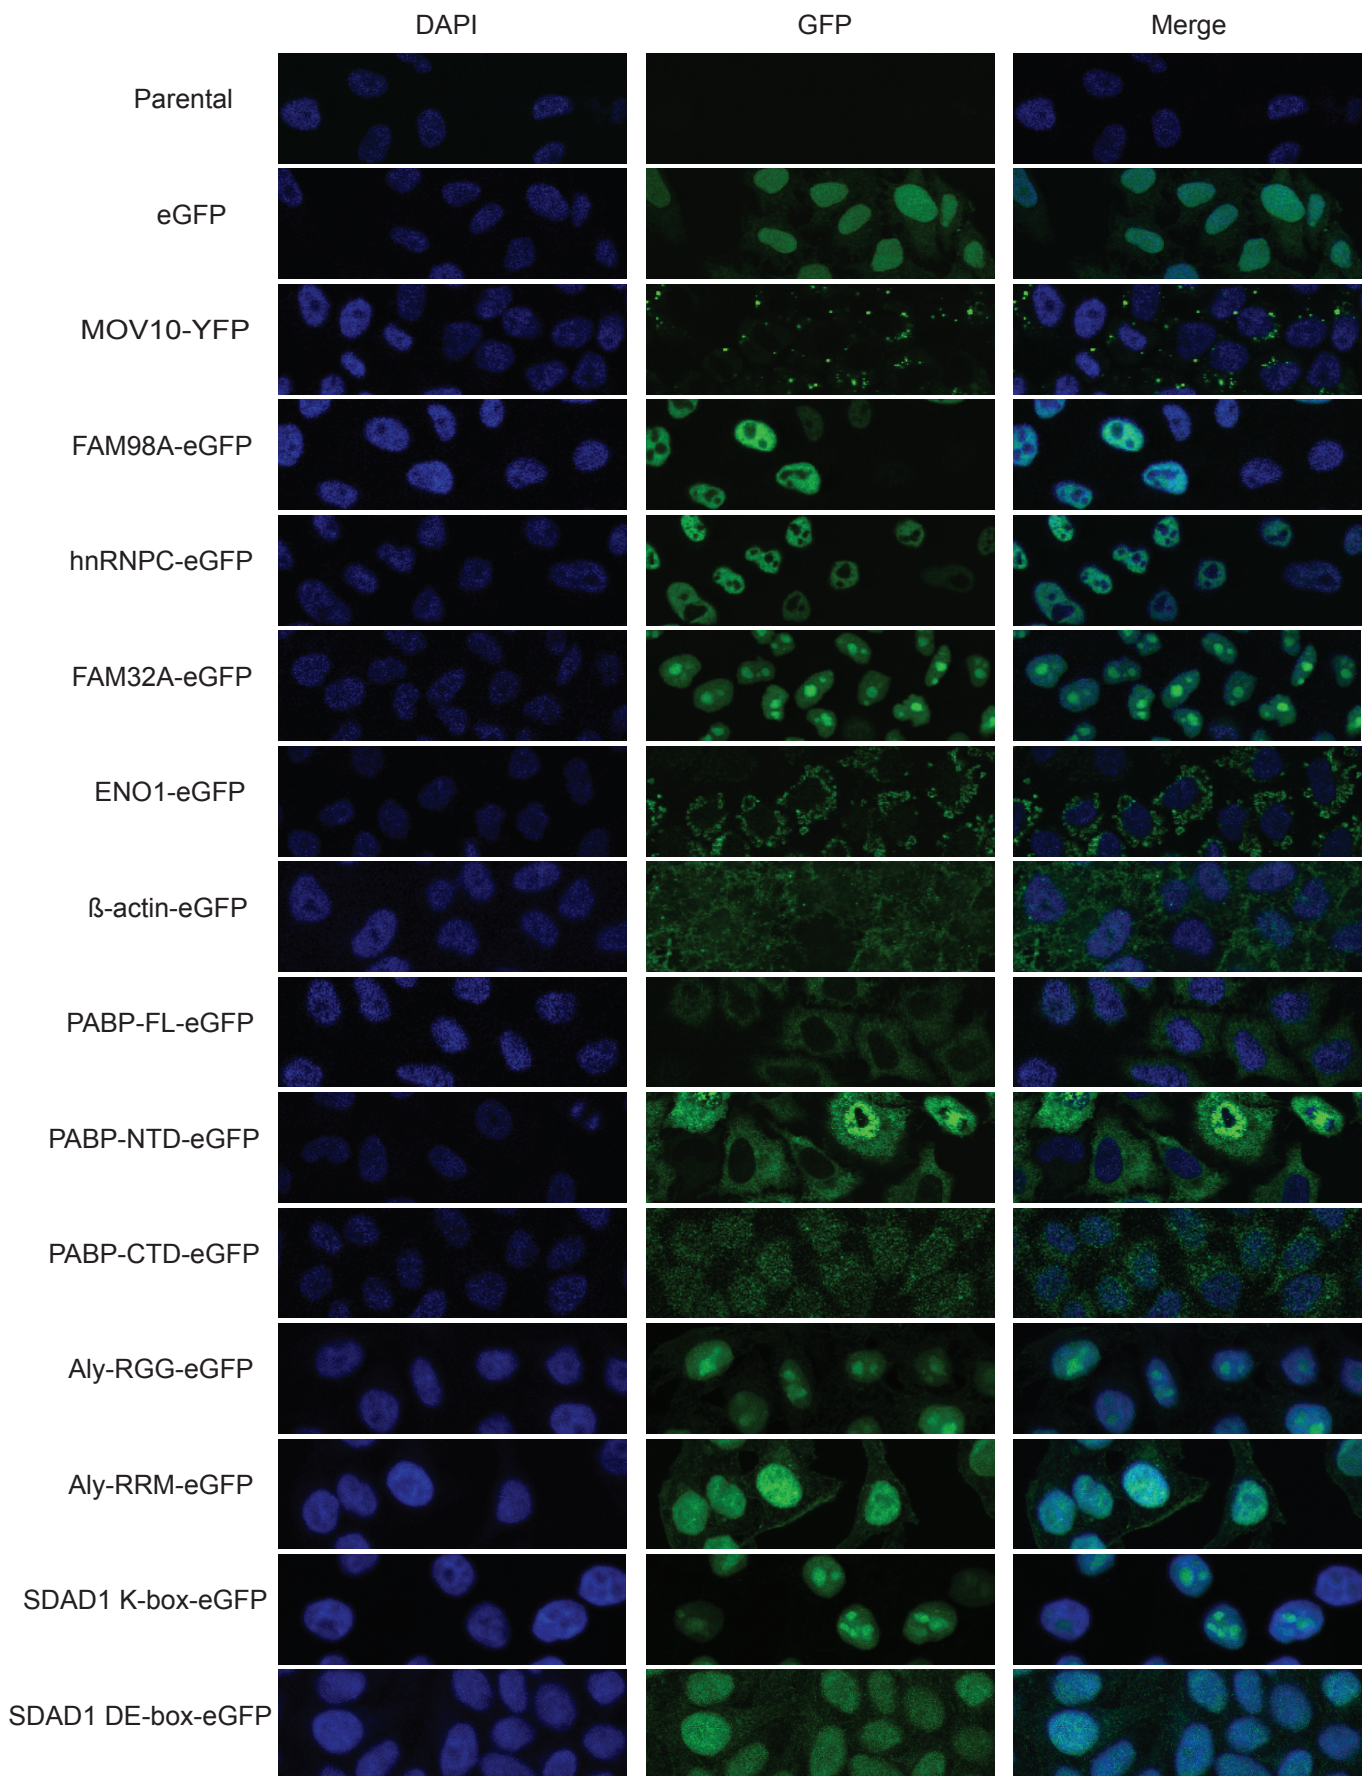 DAPI GFP Merge
Parental
eGFP
MOV10-YFP
FAM98A-eGFP
hnRNPC-eGFP
FAM32A-eGFP
ENO1-eGFP
ß-actin-eGFP
PABP-FL-eGFP
PABP-NTD-eGFP
PABP-CTD-eGFP
Aly-RGG-eGFP
Aly-RRM-eGFP
SDAD1 K-box-eGFP
SDAD1 DE-box-eGFP